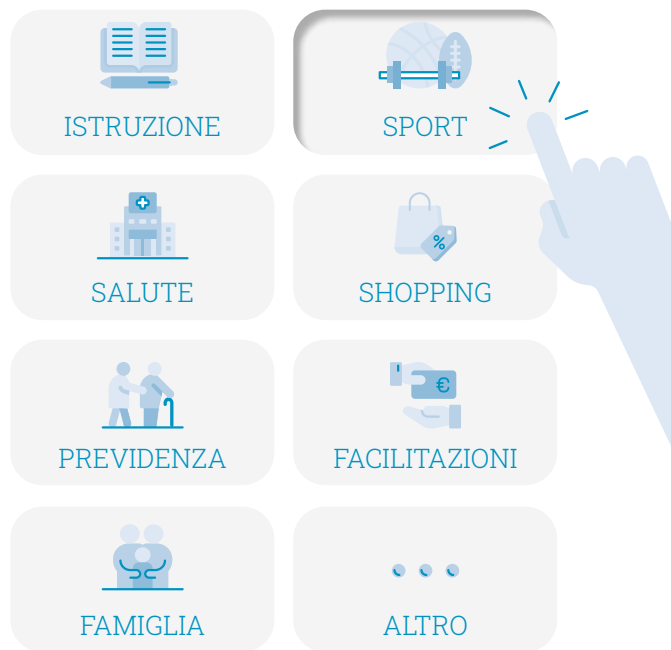 ISTRUZIONE
SPORT
SALUTE
%
SHOPPING
PREVIDENZA
€
FACILITAZIONI
FAMIGLIA
ALTRO